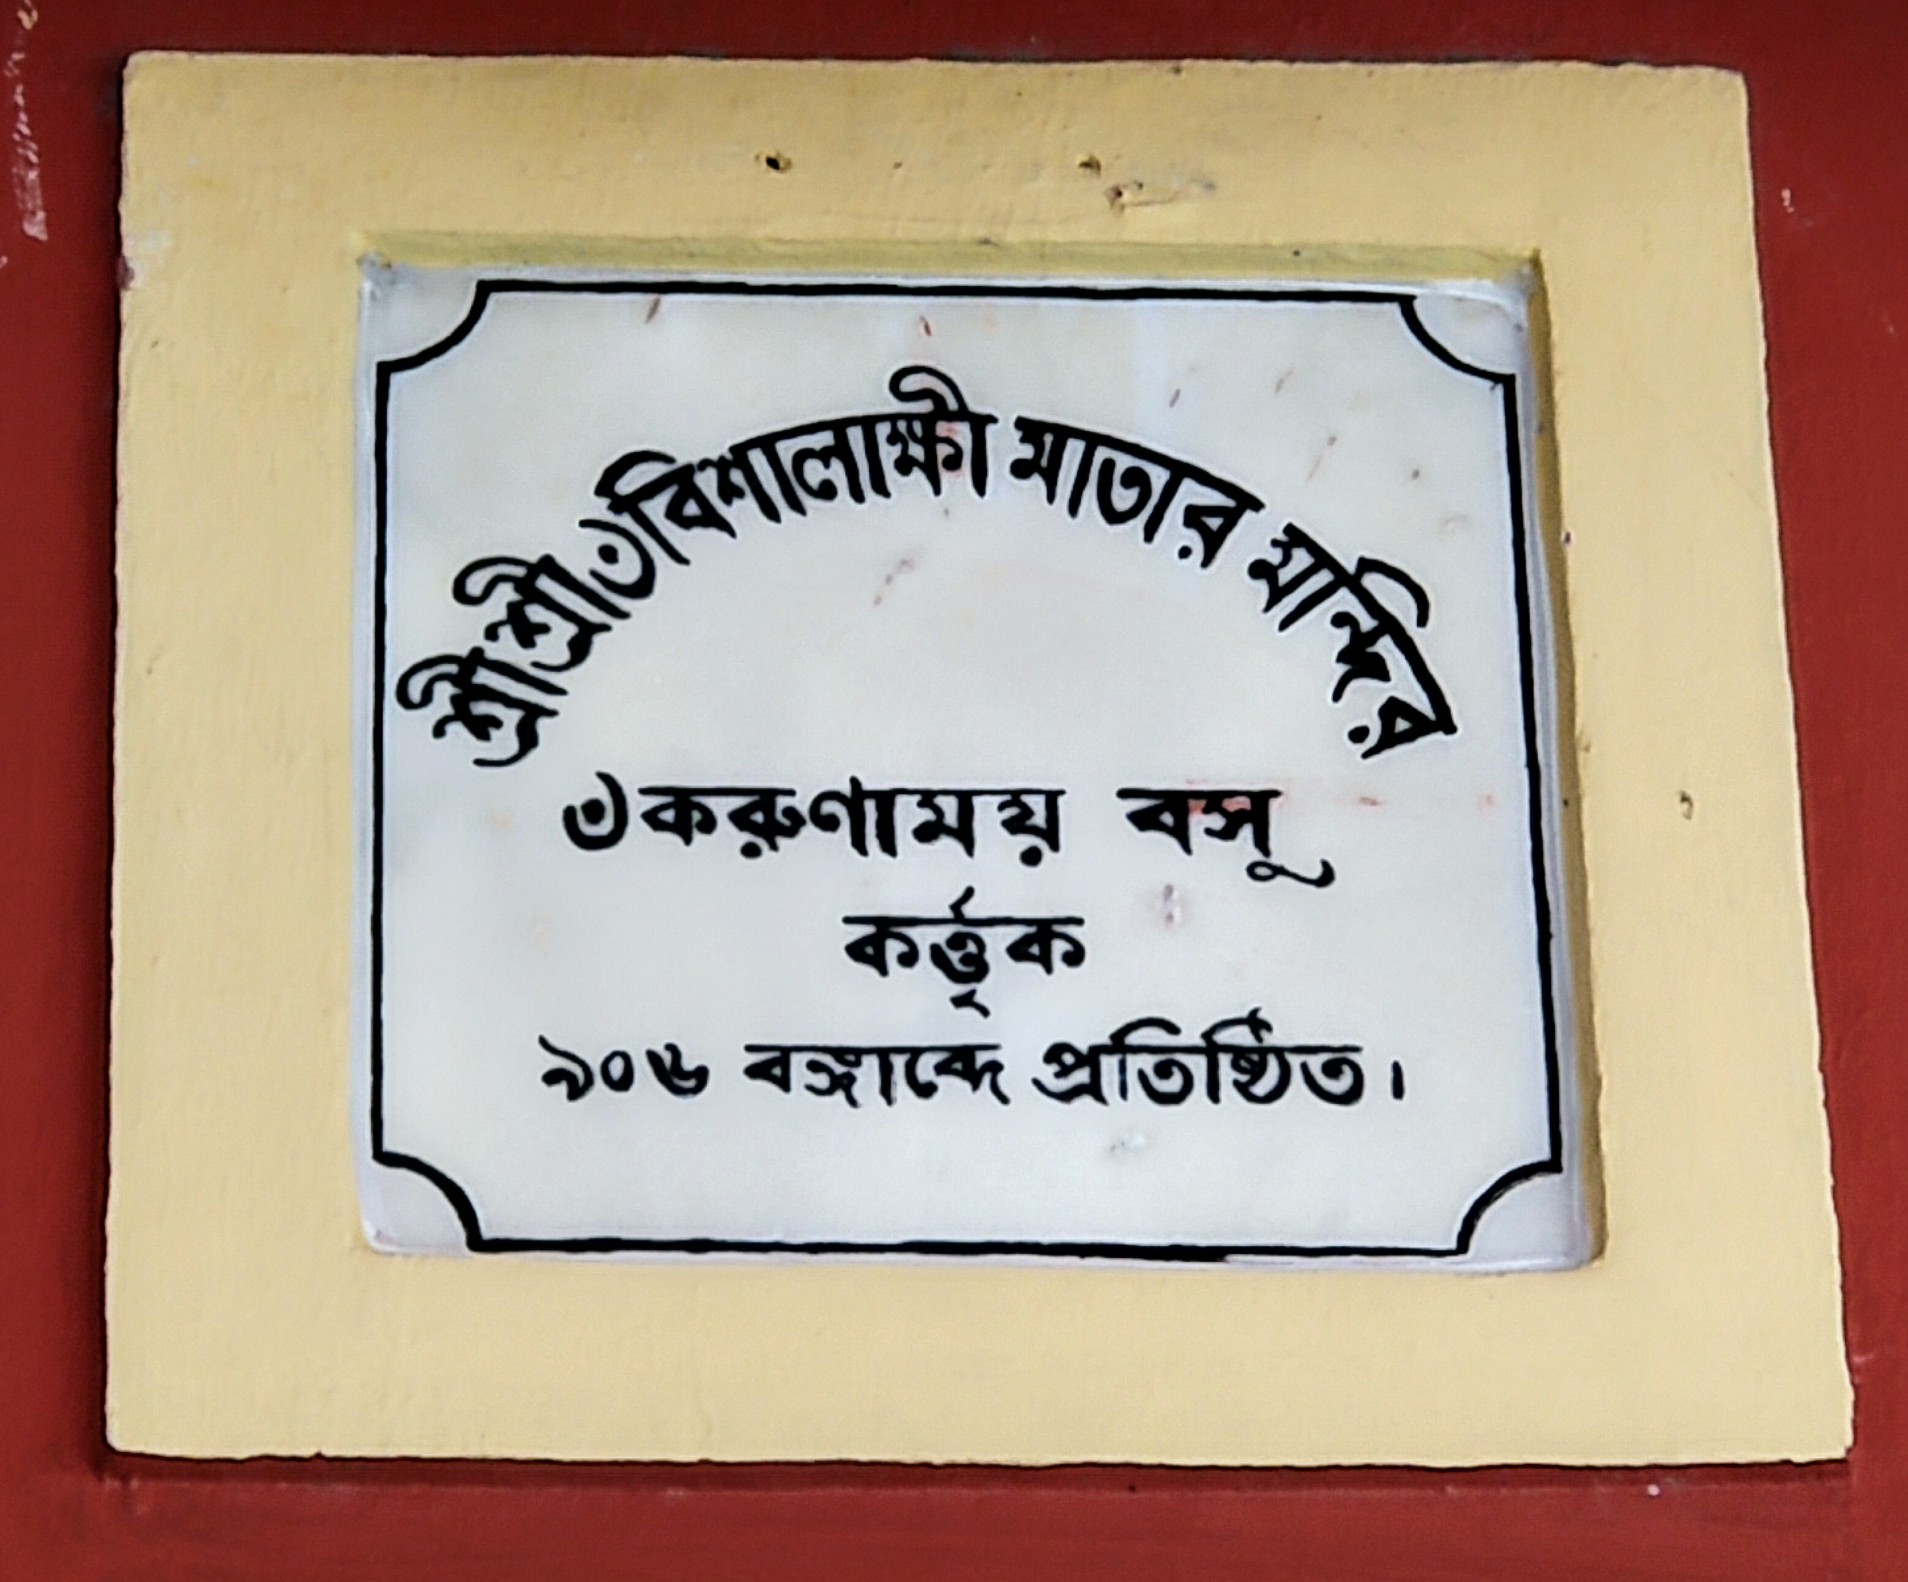 শ্রীশ্রী৺বিশালাক্ষী মাতার মন্দির
৺করুণাময় বসু
কর্ত্তৃক
৯০৬ বঙ্গাব্দে প্রতিষ্ঠিত।